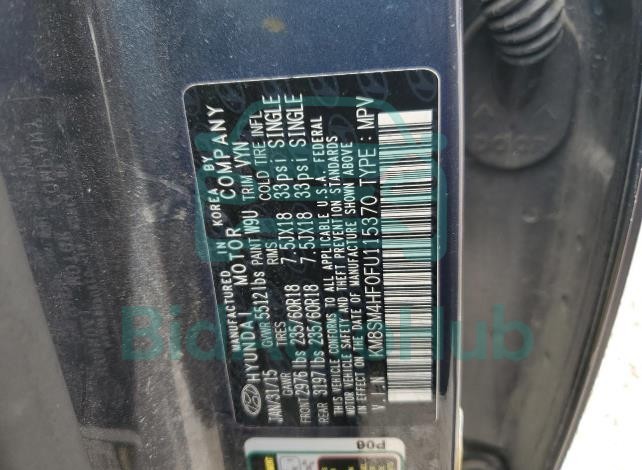 MANUFACTURED IN KOREA BY
HYUNDAI MOTOR COMPANY
JAN/31/15 GVWR 5512lbs PAINT W9U TRIM YYN
GAWR TIRES RIMS COLD TIRE INFL
FRONT 2976 lbs 235/60R18 7.5JX18 33psi SINGLE
REAR 3197 lbs 235/60R18 7.5JX18 33psi SINGLE
THIS VEHICLE CONFORMS TO ALL APPLICABLE U.S.A. FEDERAL
MOTOR VEHICLE SAFETY AND THEFT PREVENTION STANDARDS
IN EFFECT ON THE DATE OF MANUFACTURE SHOWN ABOVE
V.I.N KM8SM4HF0FU115370 TYPE : MPV
P06
BidAutoHub